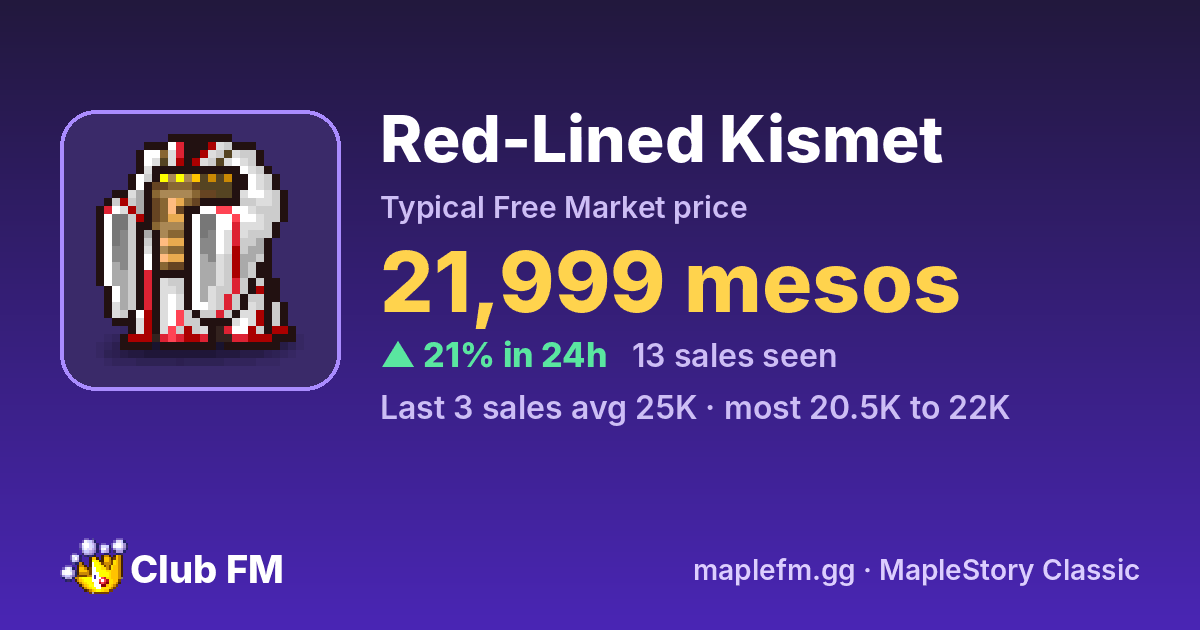 Red-Lined Kismet
Typical Free Market price
21,999 mesos
▲ 21% in 24h 13 sales seen
Last 3 sales avg 25K · most 20.5K to 22K
Club FM
maplefm.gg · MapleStory Classic